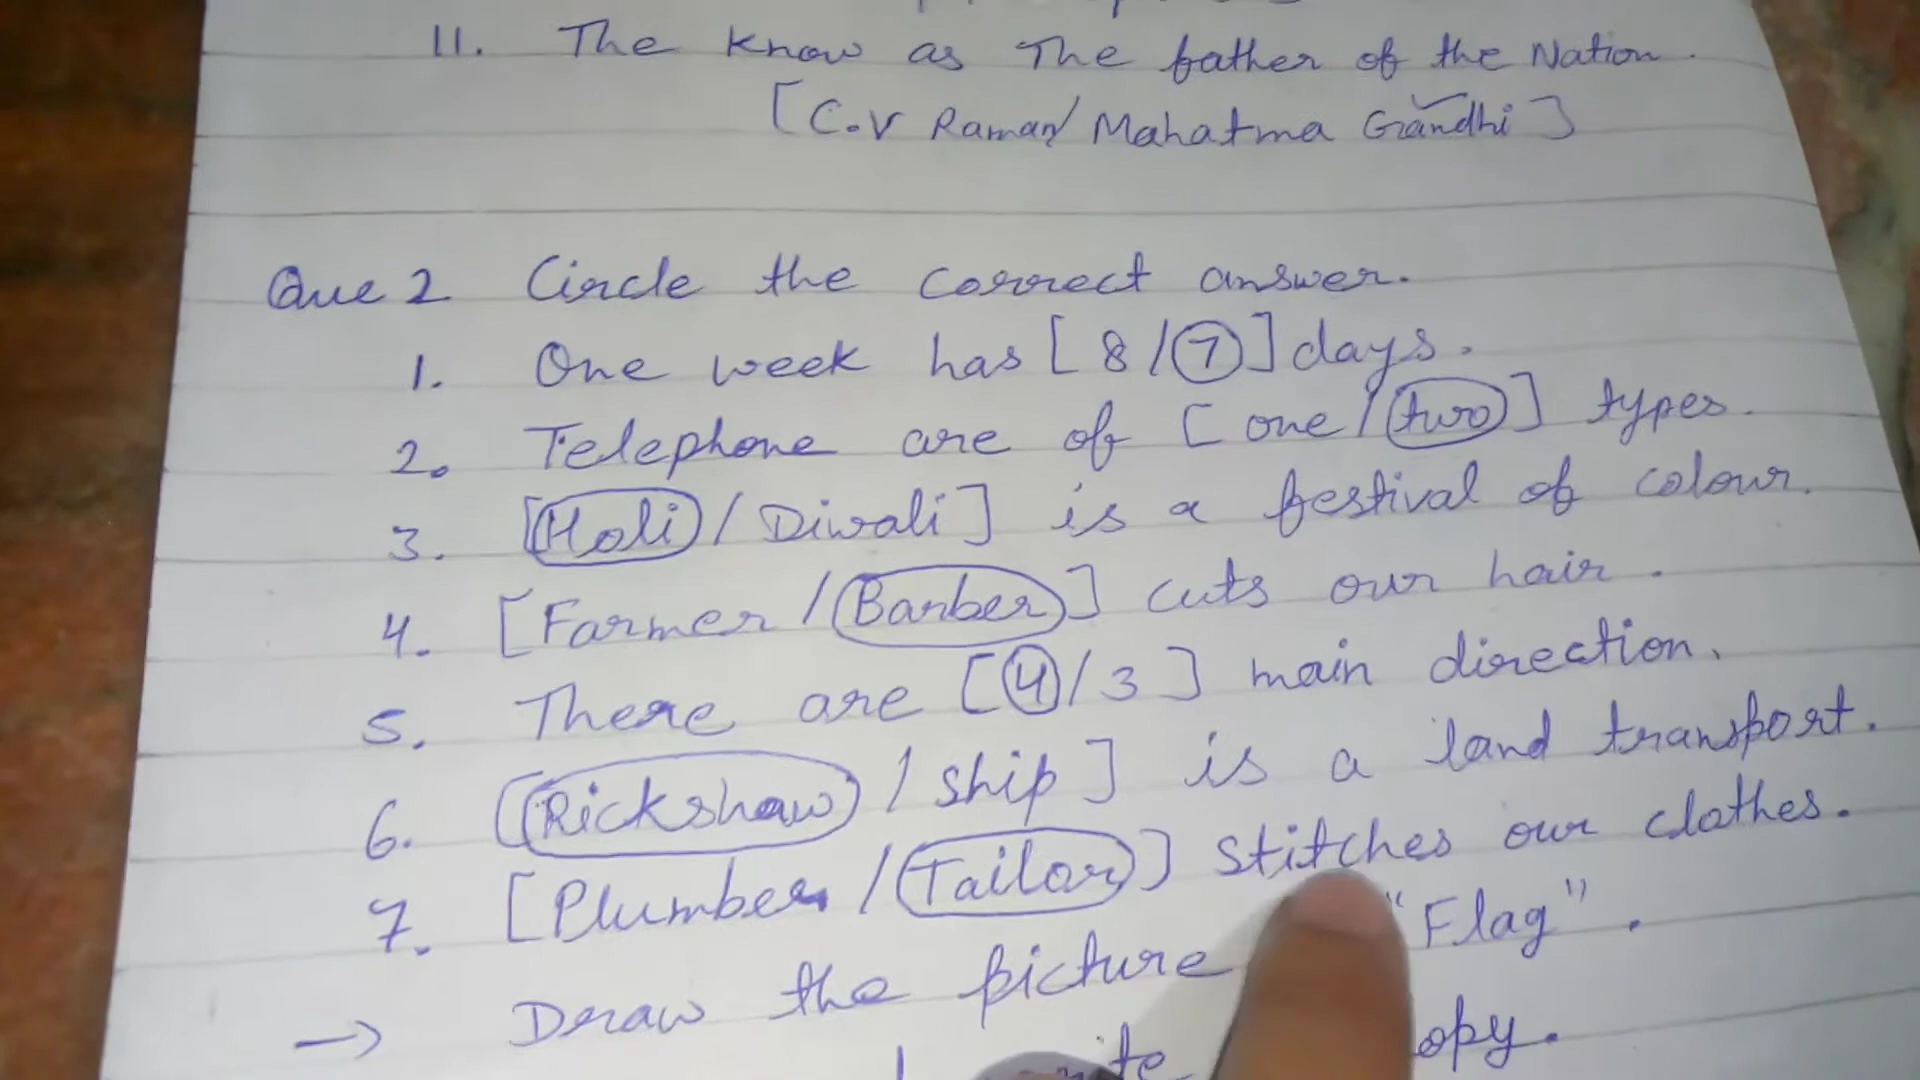 11. The know as The father of the Nation.
[C.V Raman/ Mahatma Gandhi]
Que 2 Circle the correct answer.
1. One week has [8/7] days.
2. Telephone are of [one/two] types.
3. [Holi/Diwali] is a festival of colour.
4. [Farmer/Barber] cuts our hair.
5. There are [4/3] main direction.
6. [Rickshaw/ship] is a land transport.
7. [Plumber/Tailor] stitches our clothes.
→ Draw the picture "Flag".